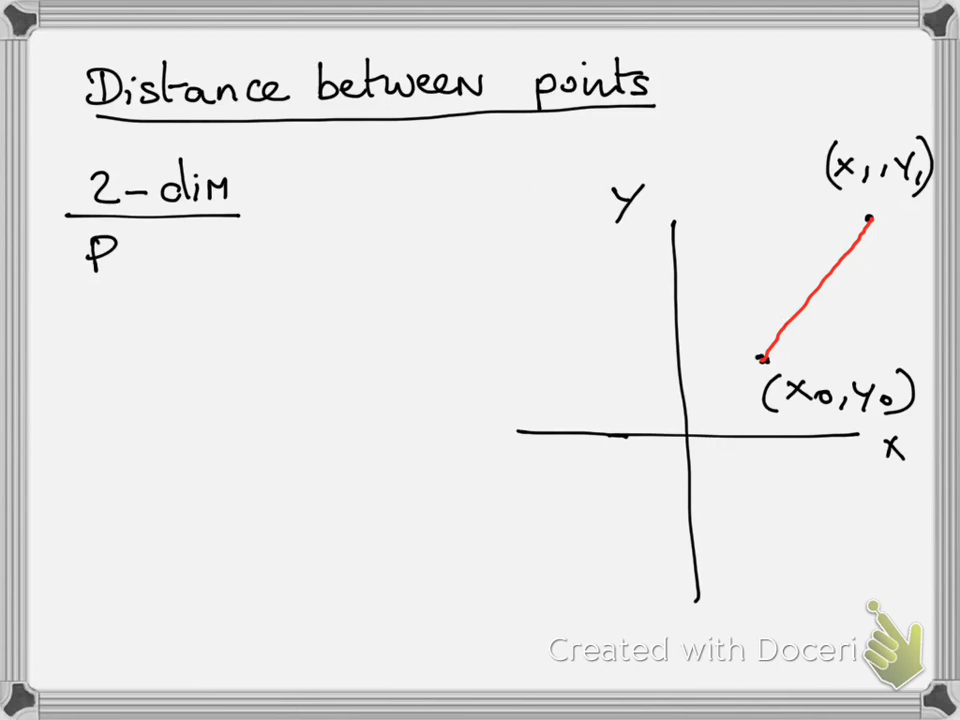 Distance between points
2-dim
P
Y
(x₁, y₁)
(x₀, y₀)
x
Created with Doceri